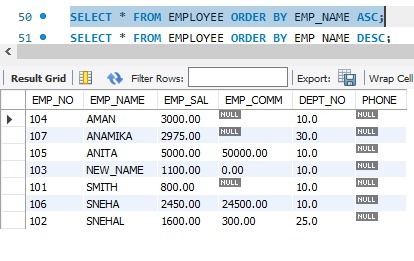 50 SELECT * FROM EMPLOYEE ORDER BY EMP_NAME ASC;
51 SELECT * FROM EMPLOYEE ORDER BY EMP_NAME DESC;
Result Grid Filter Rows: Export: Wrap Cell
EMP_NO EMP_NAME EMP_SAL EMP_COMM DEPT_NO PHONE
104 AMAN 3000.00 NULL 10.0 NULL
107 ANAMIKA 2975.00 NULL 30.0 NULL
105 ANITA 5000.00 50000.00 10.0 NULL
103 NEW_NAME 1100.00 0.00 10.0 NULL
101 SMITH 800.00 NULL 10.0 NULL
106 SNEHA 2450.00 24500.00 10.0 NULL
102 SNEHAL 1600.00 300.00 25.0 NULL